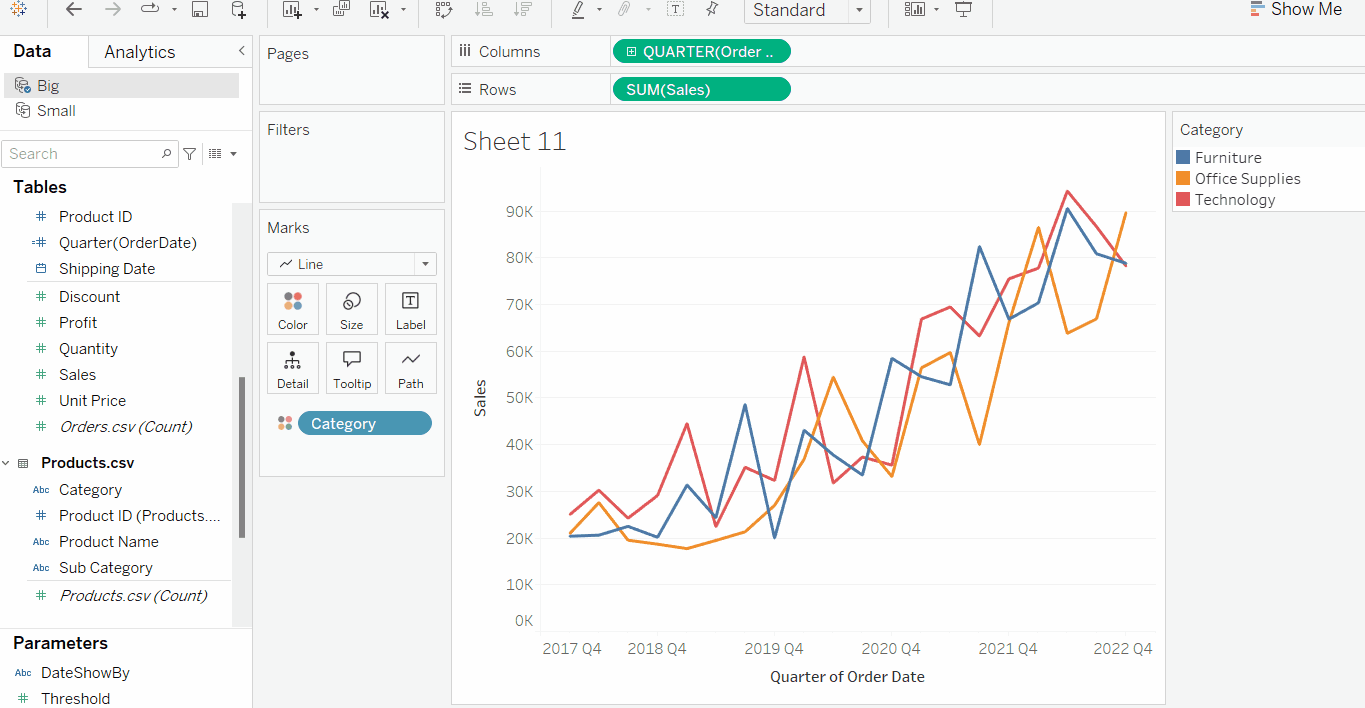 Standard
Show Me
Data
Analytics
Big
Small
Search
Tables
Product ID
Quarter(OrderDate)
Shipping Date
Discount
Profit
Quantity
Sales
Unit Price
Orders.csv (Count)
Products.csv
Abc Category
Product ID (Products....
Abc Product Name
Abc Sub Category
Products.csv (Count)
Parameters
Abc DateShowBy
Threshold
Pages
Filters
Marks
Line
Color Size Label
Detail Tooltip Path
Category
Columns QUARTER(Order ..
Rows SUM(Sales)
Sheet 11
Sales
90K
80K
70K
60K
50K
40K
30K
20K
10K
0K
2017 Q4 2018 Q4 2019 Q4 2020 Q4 2021 Q4 2022 Q4
Quarter of Order Date
Category
Furniture
Office Supplies
Technology